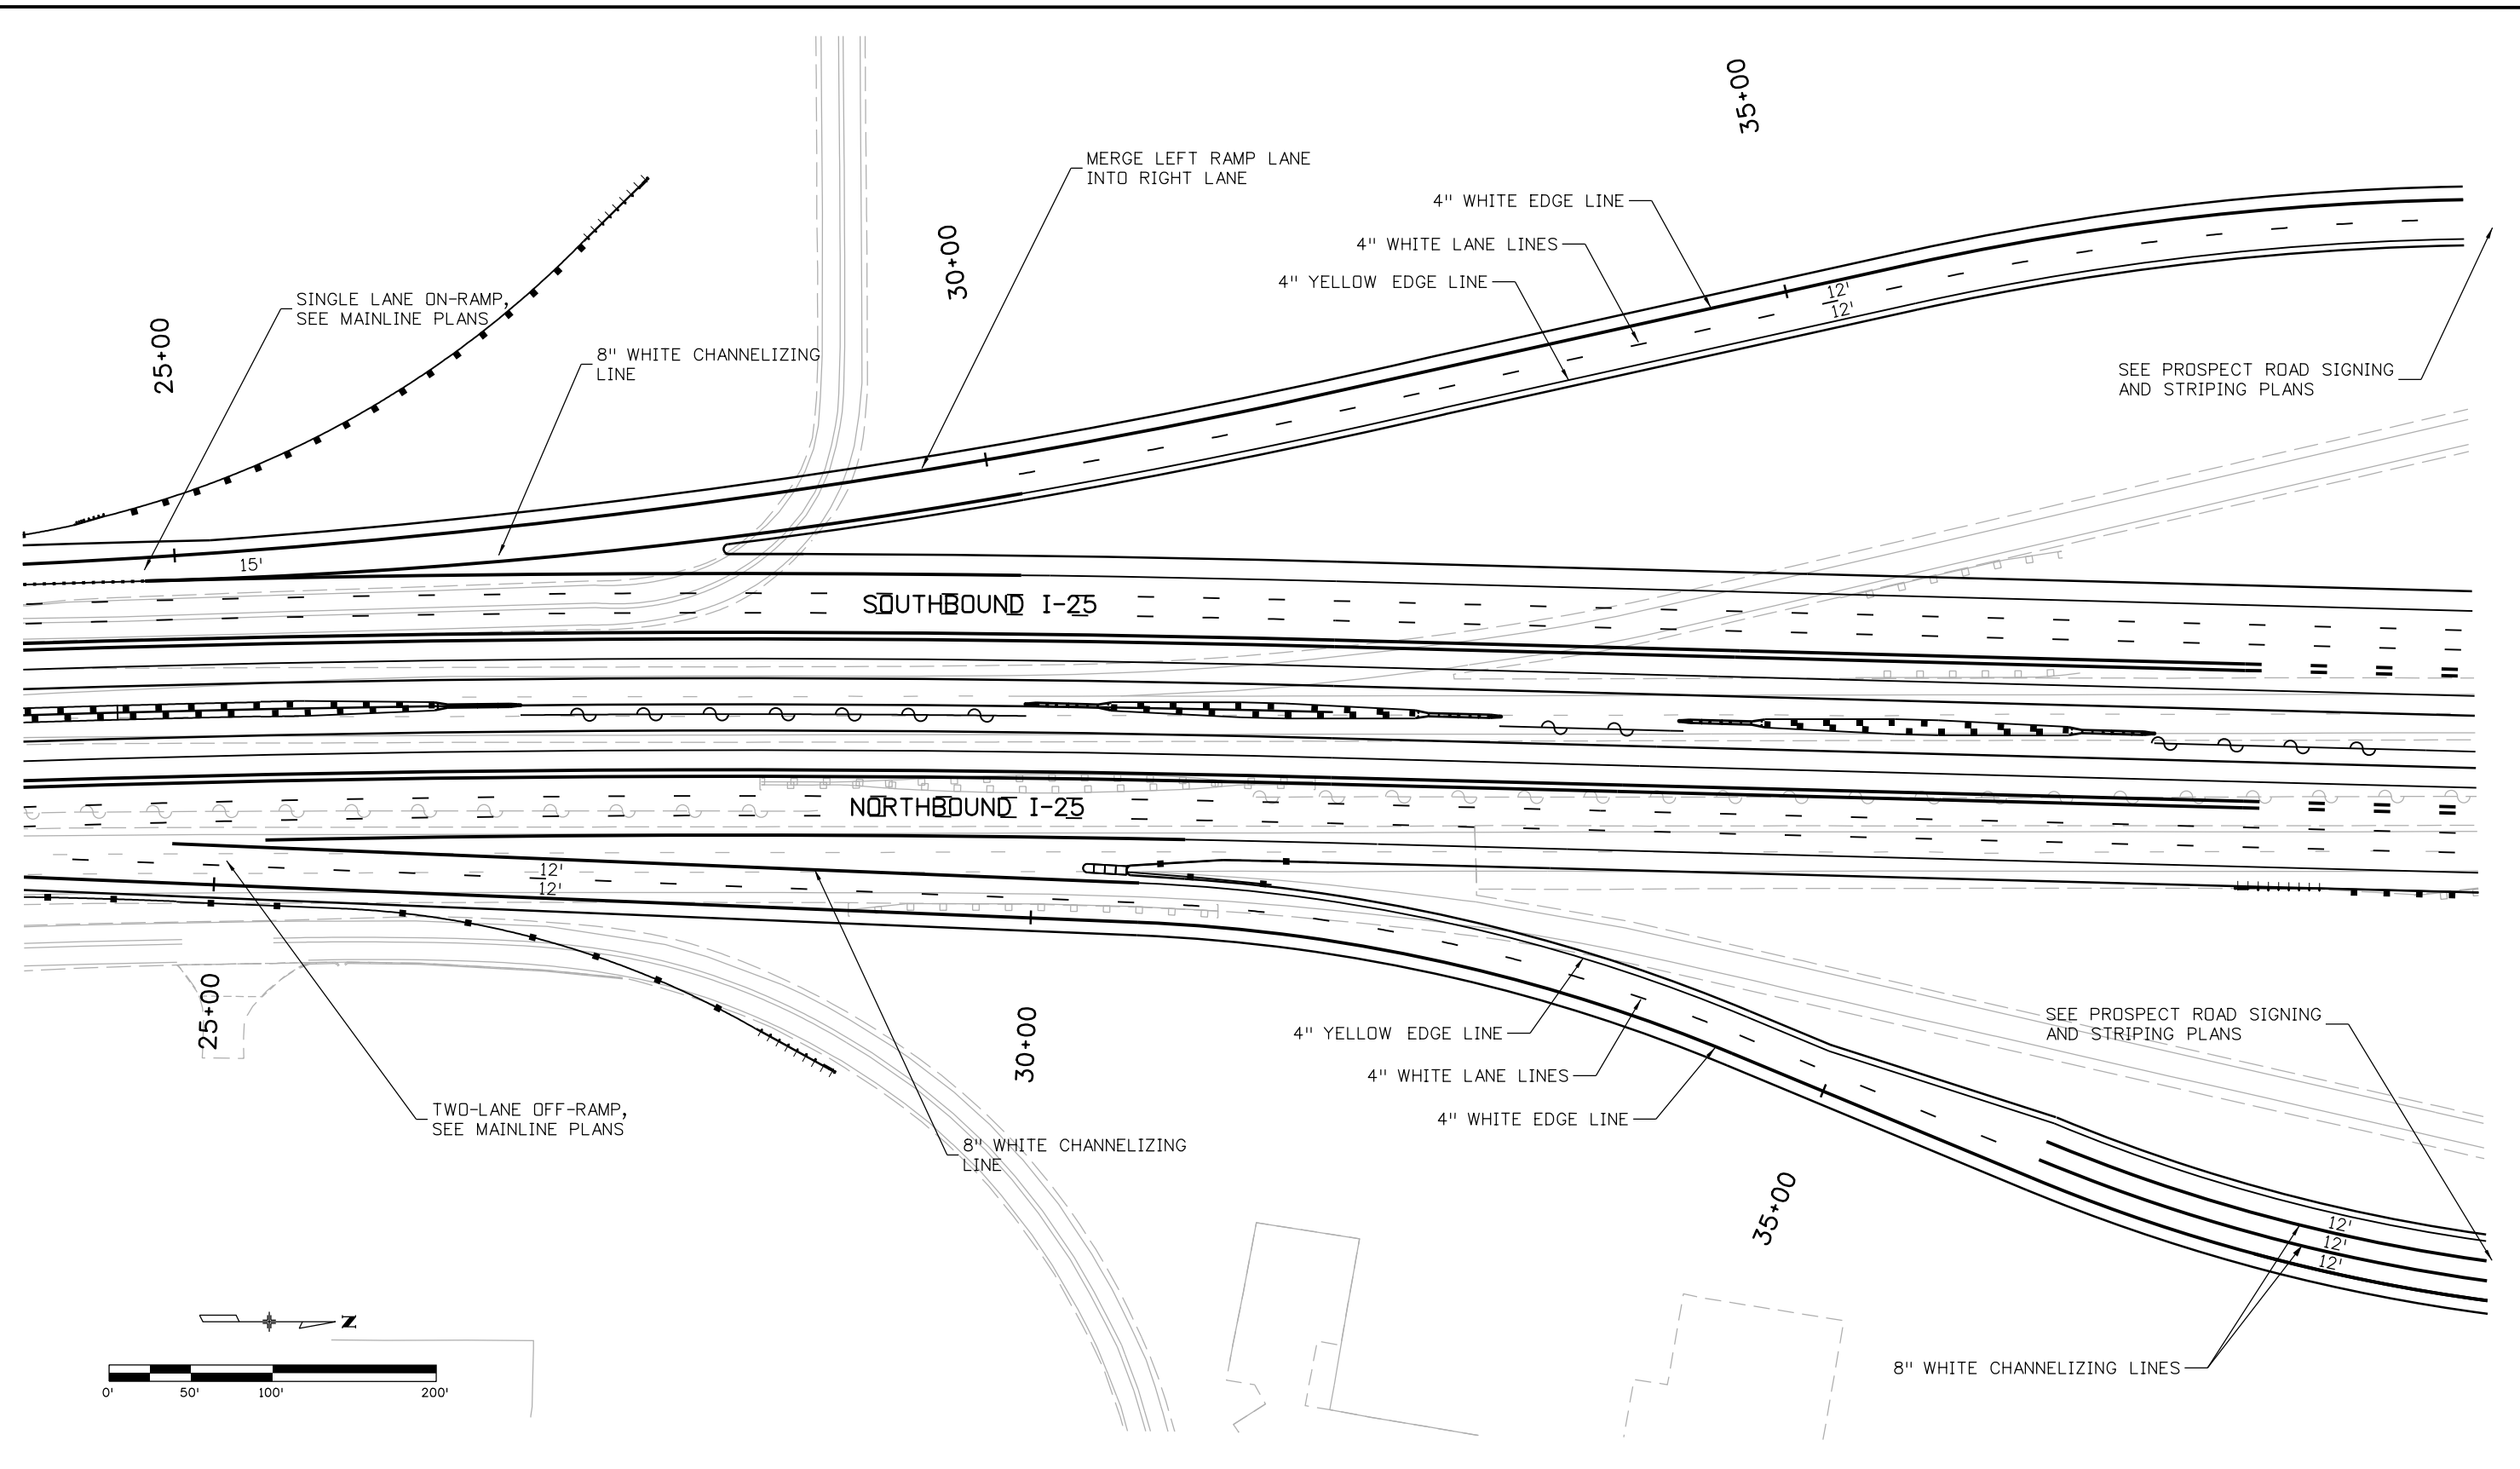 35+00
MERGE LEFT RAMP LANE
INTO RIGHT LANE
4" WHITE EDGE LINE
30+00
4" WHITE LANE LINES
4" YELLOW EDGE LINE
12'
12'
SINGLE LANE ON-RAMP,
SEE MAINLINE PLANS
25+00
8" WHITE CHANNELIZING
LINE
SEE PROSPECT ROAD SIGNING
AND STRIPING PLANS
15'
SOUTHBOUND I-25
NORTHBOUND I-25
12'
12'
25+00
30+00
SEE PROSPECT ROAD SIGNING
AND STRIPING PLANS
4" YELLOW EDGE LINE
4" WHITE LANE LINES
4" WHITE EDGE LINE
TWO-LANE OFF-RAMP,
SEE MAINLINE PLANS
8" WHITE CHANNELIZING
LINE
35+00
12'
12'
12'
N
8" WHITE CHANNELIZING LINES
0' 50' 100' 200'